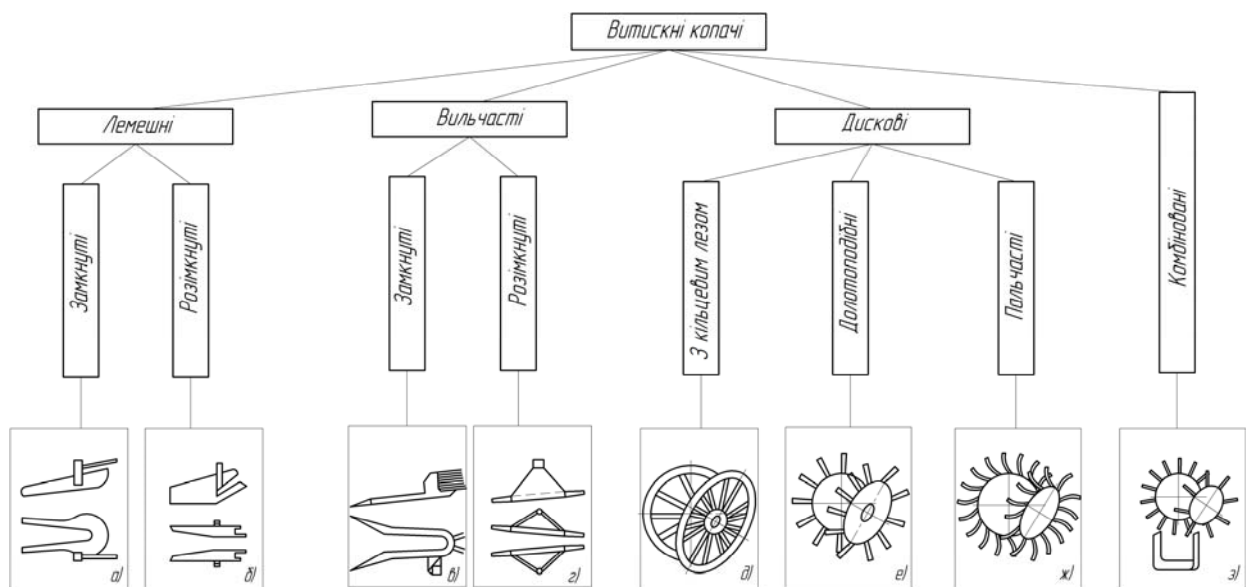 Витискні копачі
Лемешні
Вильчасті
Дискові
Замкнуті
Розімкнуті
Замкнуті
Розімкнуті
З кільцевим лезом
Долотоподібні
Пальчасті
Комбіновані
а)
б)
в)
г)
д)
е)
ж)
з)